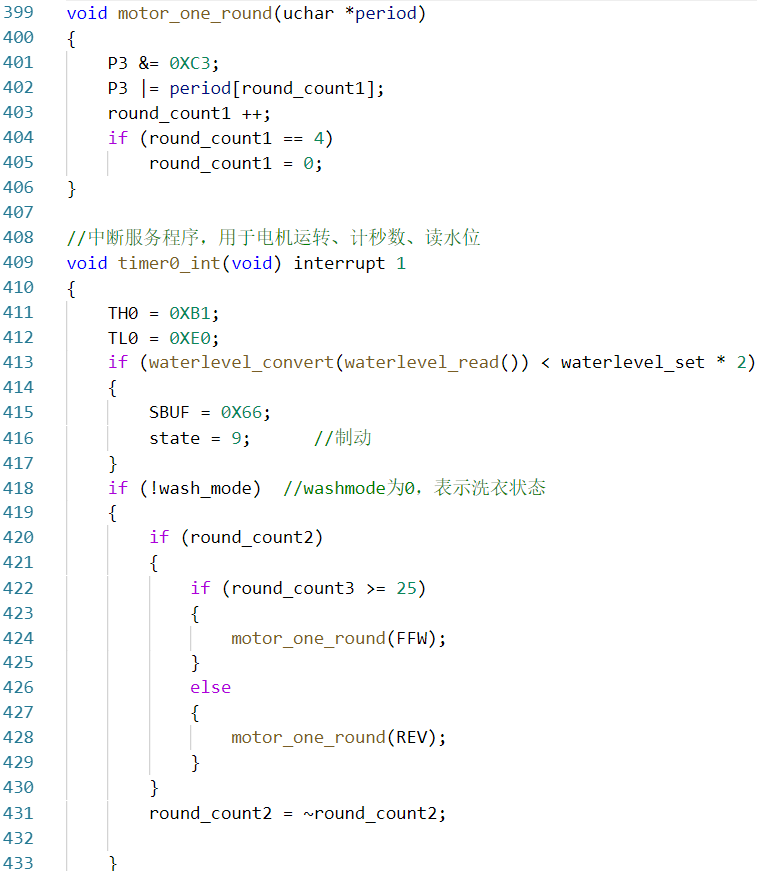 399 void motor_one_round(uchar *period)
400 {
401     P3 &= 0XC3;
402     P3 |= period[round_count1];
403     round_count1 ++;
404     if (round_count1 == 4)
405         round_count1 = 0;
406 }
407
408 //中断服务程序，用于电机运转、计秒数、读水位
409 void timer0_int(void) interrupt 1
410 {
411     TH0 = 0XB1;
412     TL0 = 0XE0;
413     if (waterlevel_convert(waterlevel_read()) < waterlevel_set * 2)
414     {
415         SBUF = 0X66;
416         state = 9;      //制动
417     }
418     if (!wash_mode)  //washmode为0，表示洗衣状态
419     {
420         if (round_count2)
421         {
422             if (round_count3 >= 25)
423             {
424                 motor_one_round(FFW);
425             }
426             else
427             {
428                 motor_one_round(REV);
429             }
430         }
431         round_count2 = ~round_count2;
432
433     }